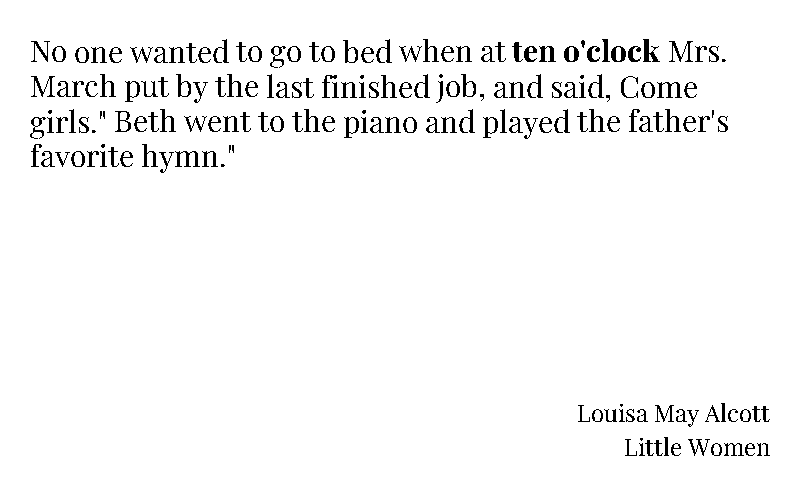 No one wanted to go to bed when at ten o'clock Mrs.
March put by the last finished job, and said, Come
girls." Beth went to the piano and played the father's
favorite hymn."
Louisa May Alcott
Little Women